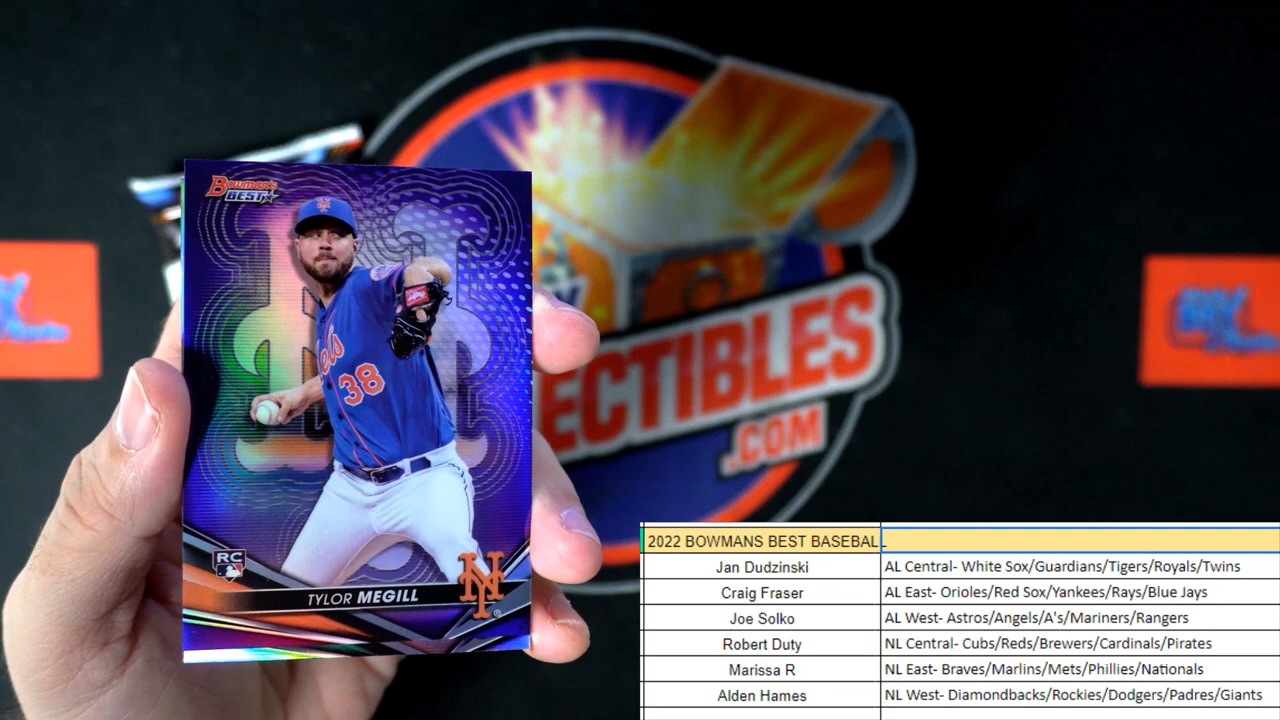 BOWMAN'S
BEST
38
RC
TYLOR MEGILL
ECTIBLES
.COM
2022 BOWMANS BEST BASEBALL
Jan Dudzinski AL Central- White Sox/Guardians/Tigers/Royals/Twins
Craig Fraser AL East- Orioles/Red Sox/Yankees/Rays/Blue Jays
Joe Solko AL West- Astros/Angels/A's/Mariners/Rangers
Robert Duty NL Central- Cubs/Reds/Brewers/Cardinals/Pirates
Marissa R NL East- Braves/Marlins/Mets/Phillies/Nationals
Alden Hames NL West- Diamondbacks/Rockies/Dodgers/Padres/Giants